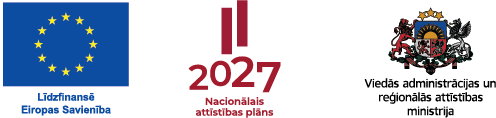 Līdzfinansē
Eiropas Savienība
2027
Nacionālais
attīstības plāns
Viedās administrācijas un
reģionālās attīstības
ministrija